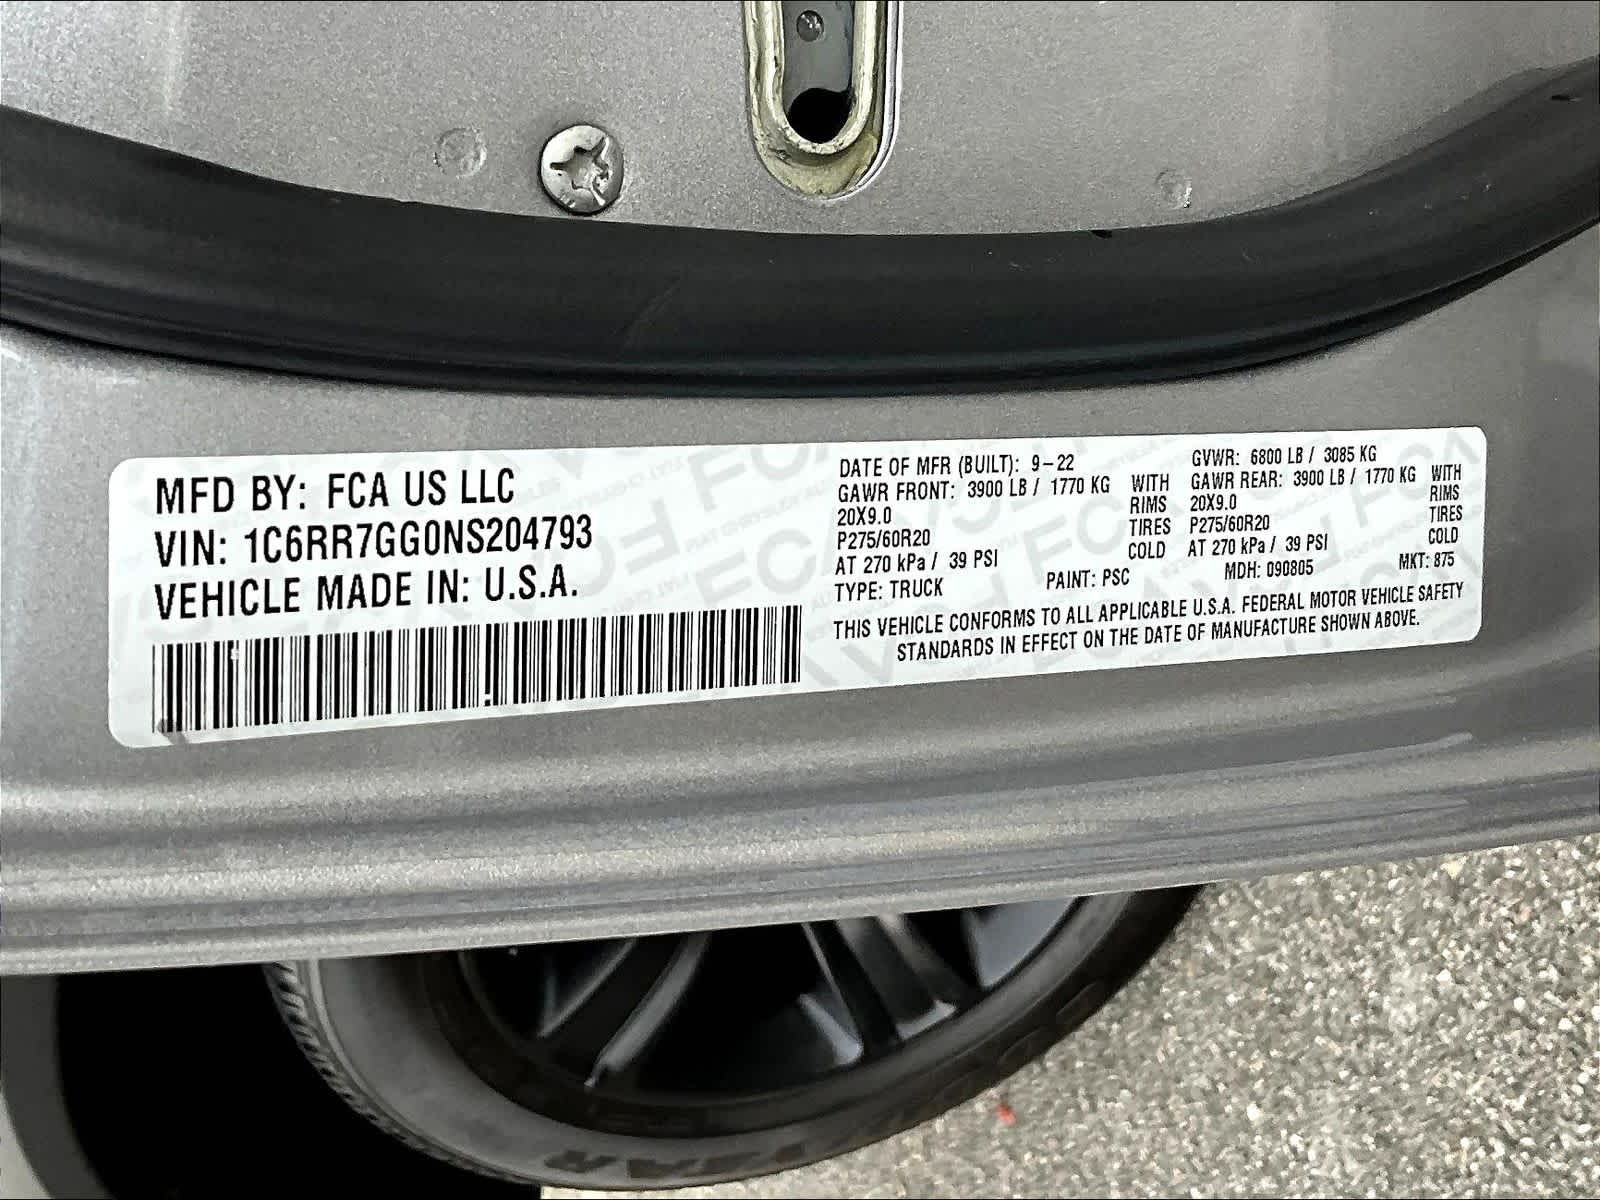 MFD BY: FCA US LLC
VIN: 1C6RR7GG0NS204793
VEHICLE MADE IN: U.S.A.
DATE OF MFR (BUILT): 9-22
GAWR FRONT: 3900 LB / 1770 KG WITH
20X9.0 RIMS
P275/60R20 TIRES
AT 270 kPa / 39 PSI COLD
GVWR: 6800 LB / 3085 KG
GAWR REAR: 3900 LB / 1770 KG WITH
20X9.0 RIMS
P275/60R20 TIRES
AT 270 kPa / 39 PSI COLD
TYPE: TRUCK PAINT: PSC MDH: 090805 MKT: 875
THIS VEHICLE CONFORMS TO ALL APPLICABLE U.S.A. FEDERAL MOTOR VEHICLE SAFETY
STANDARDS IN EFFECT ON THE DATE OF MANUFACTURE SHOWN ABOVE.